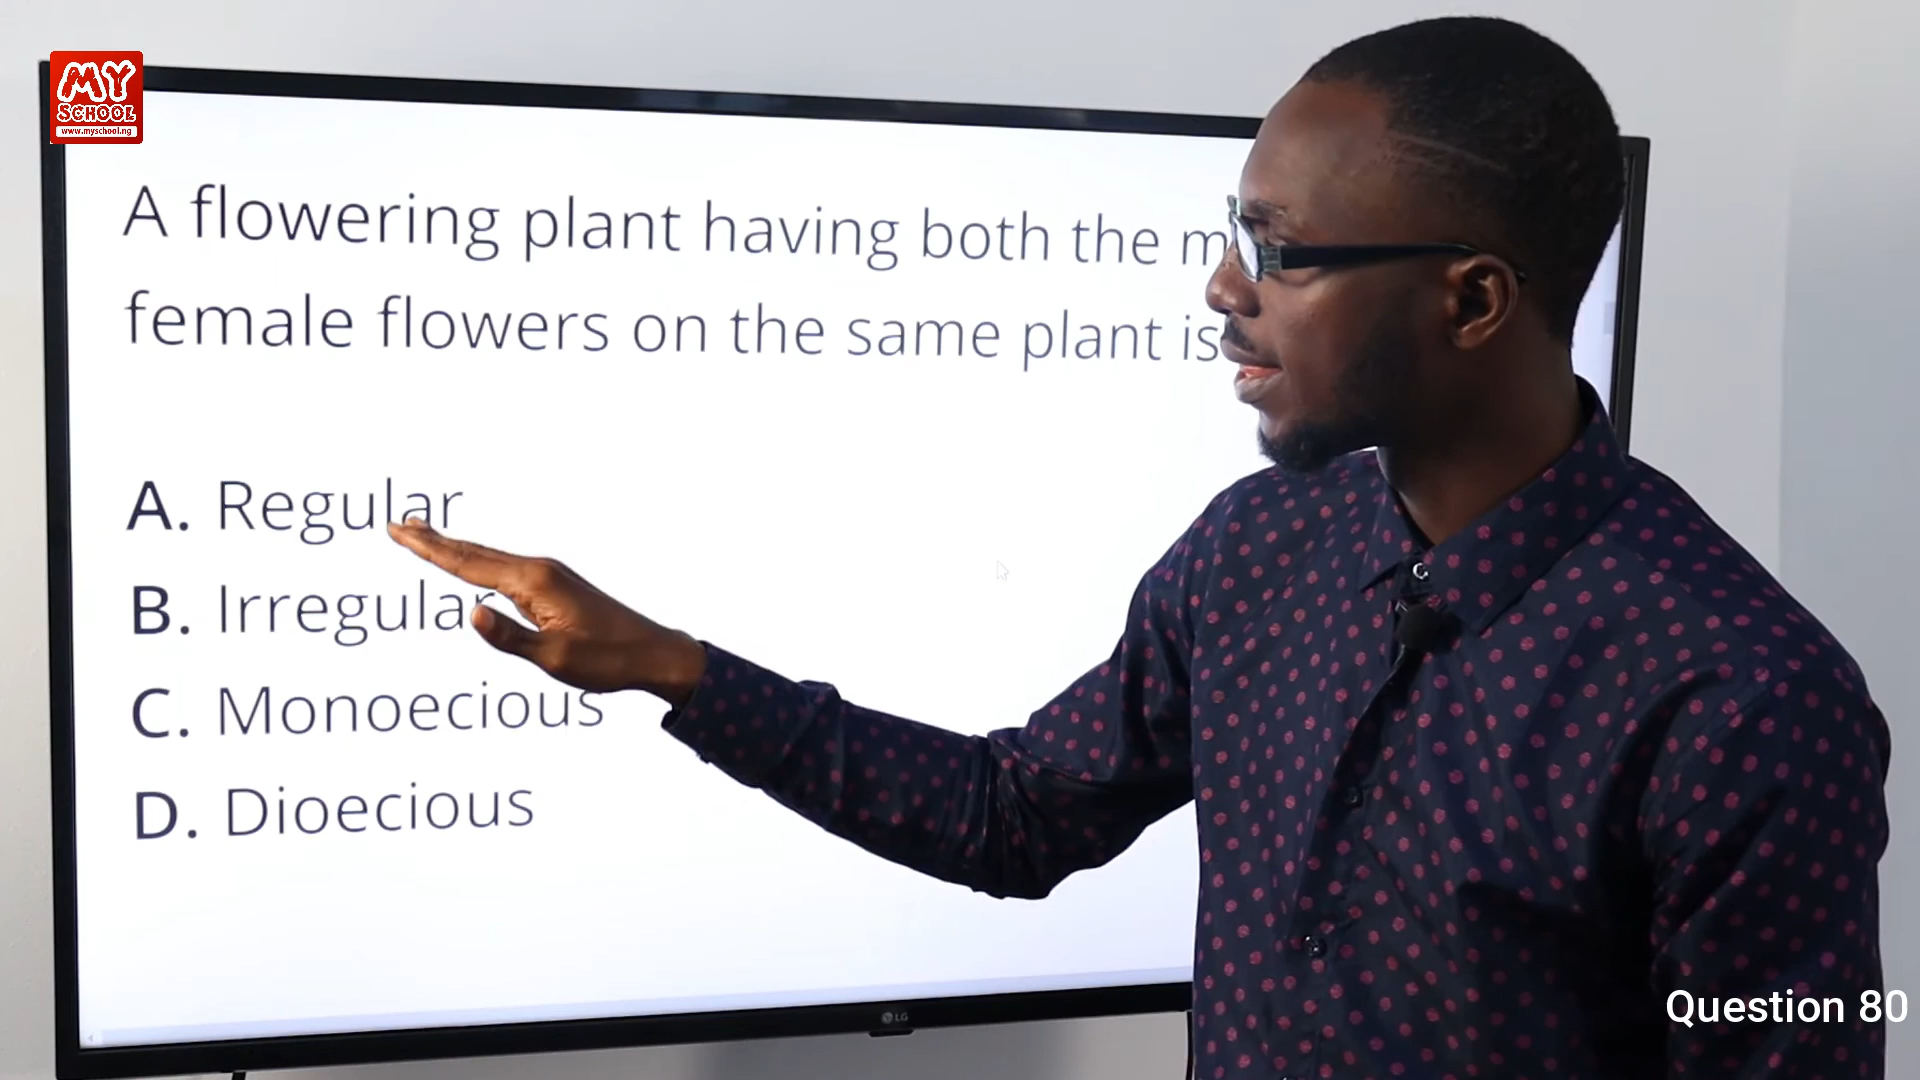 MY
SCHOOL
www.myschool.ng
A flowering plant having both the
female flowers on the same plant is
A. Regular
B. Irregular
C. Monoecious
D. Dioecious
LG
Question 80